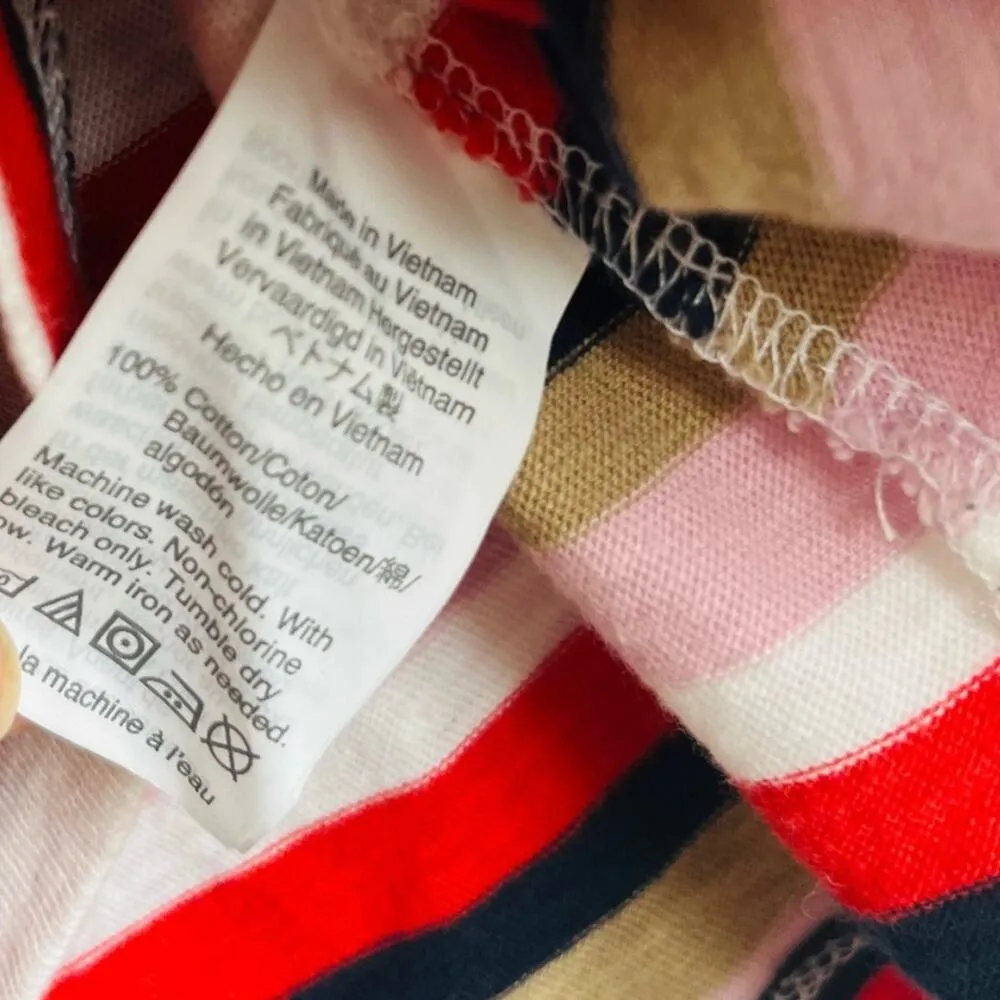 Made in Vietnam
Fabriqué au Vietnam
in Vietnam Hergestellt
Vervaardigd in Vietnam
ベトナム製
Hecho en Vietnam
100% Cotton/Coton/
Baumwolle/Katoen/綿/
algodón
Machine wash cold. With
like colors. Non-chlorine
bleach only. Tumble dry
low. Warm iron as needed.
la machine à l'eau